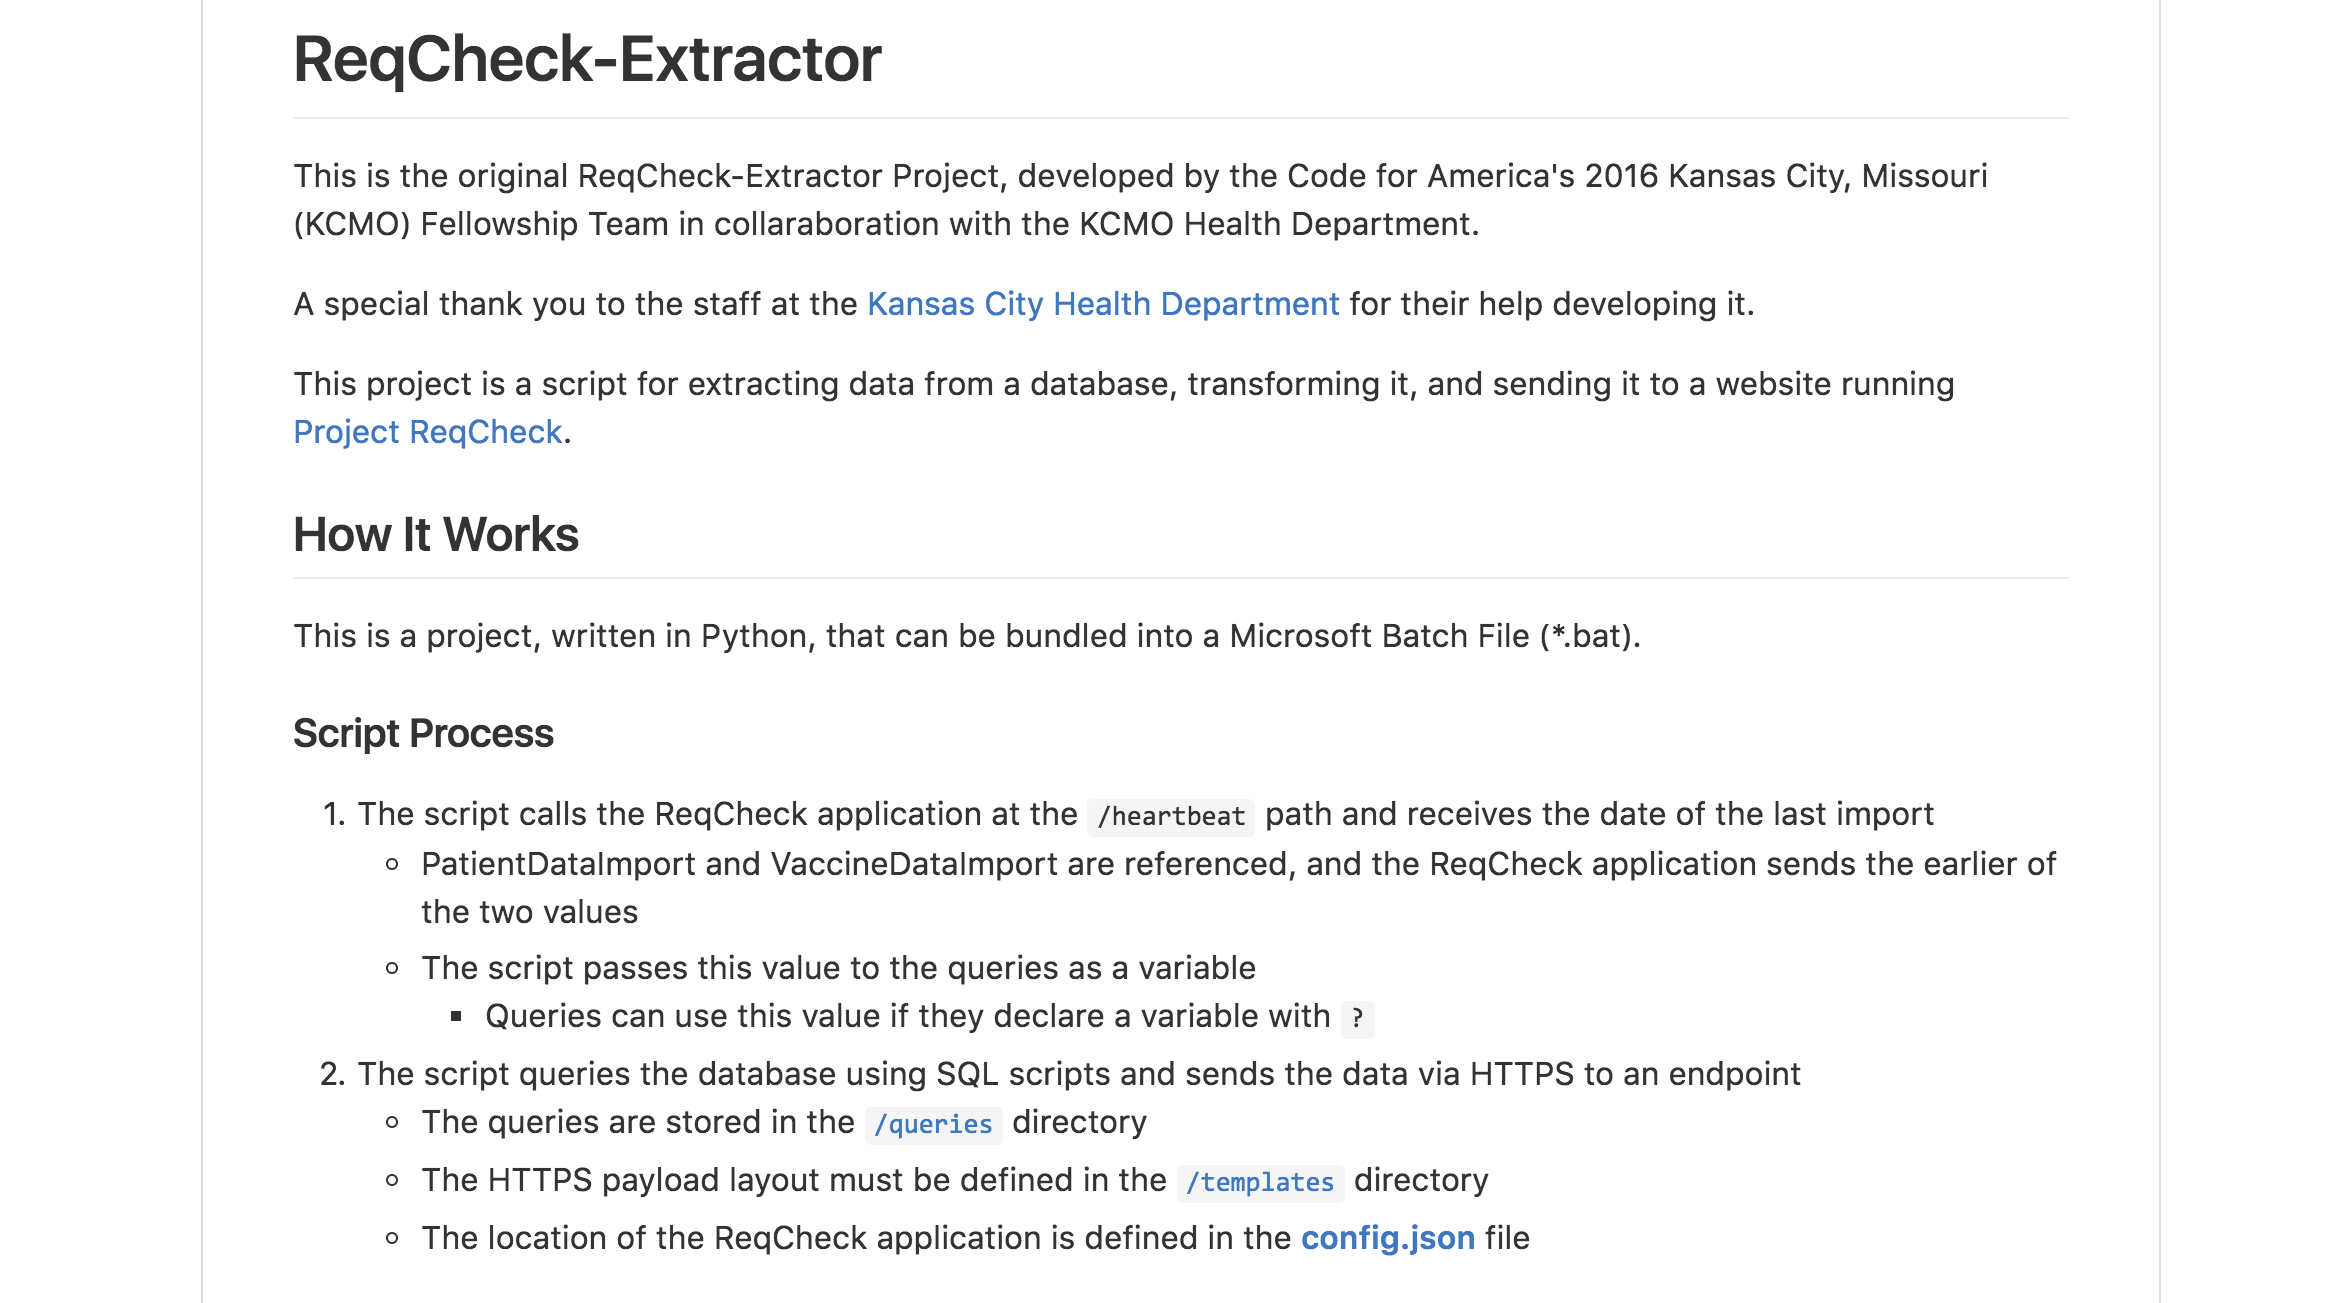 ReqCheck-Extractor
This is the original ReqCheck-Extractor Project, developed by the Code for America's 2016 Kansas City, Missouri
(KCMO) Fellowship Team in collaraboration with the KCMO Health Department.
A special thank you to the staff at the Kansas City Health Department for their help developing it.
This project is a script for extracting data from a database, transforming it, and sending it to a website running
Project ReqCheck.
How It Works
This is a project, written in Python, that can be bundled into a Microsoft Batch File (*.bat).
Script Process
1. The script calls the ReqCheck application at the /heartbeat path and receives the date of the last import
PatientDataImport and VaccineDataImport are referenced, and the ReqCheck application sends the earlier of
the two values
The script passes this value to the queries as a variable
Queries can use this value if they declare a variable with ?
2. The script queries the database using SQL scripts and sends the data via HTTPS to an endpoint
The queries are stored in the /queries directory
The HTTPS payload layout must be defined in the /templates directory
The location of the ReqCheck application is defined in the config.json file